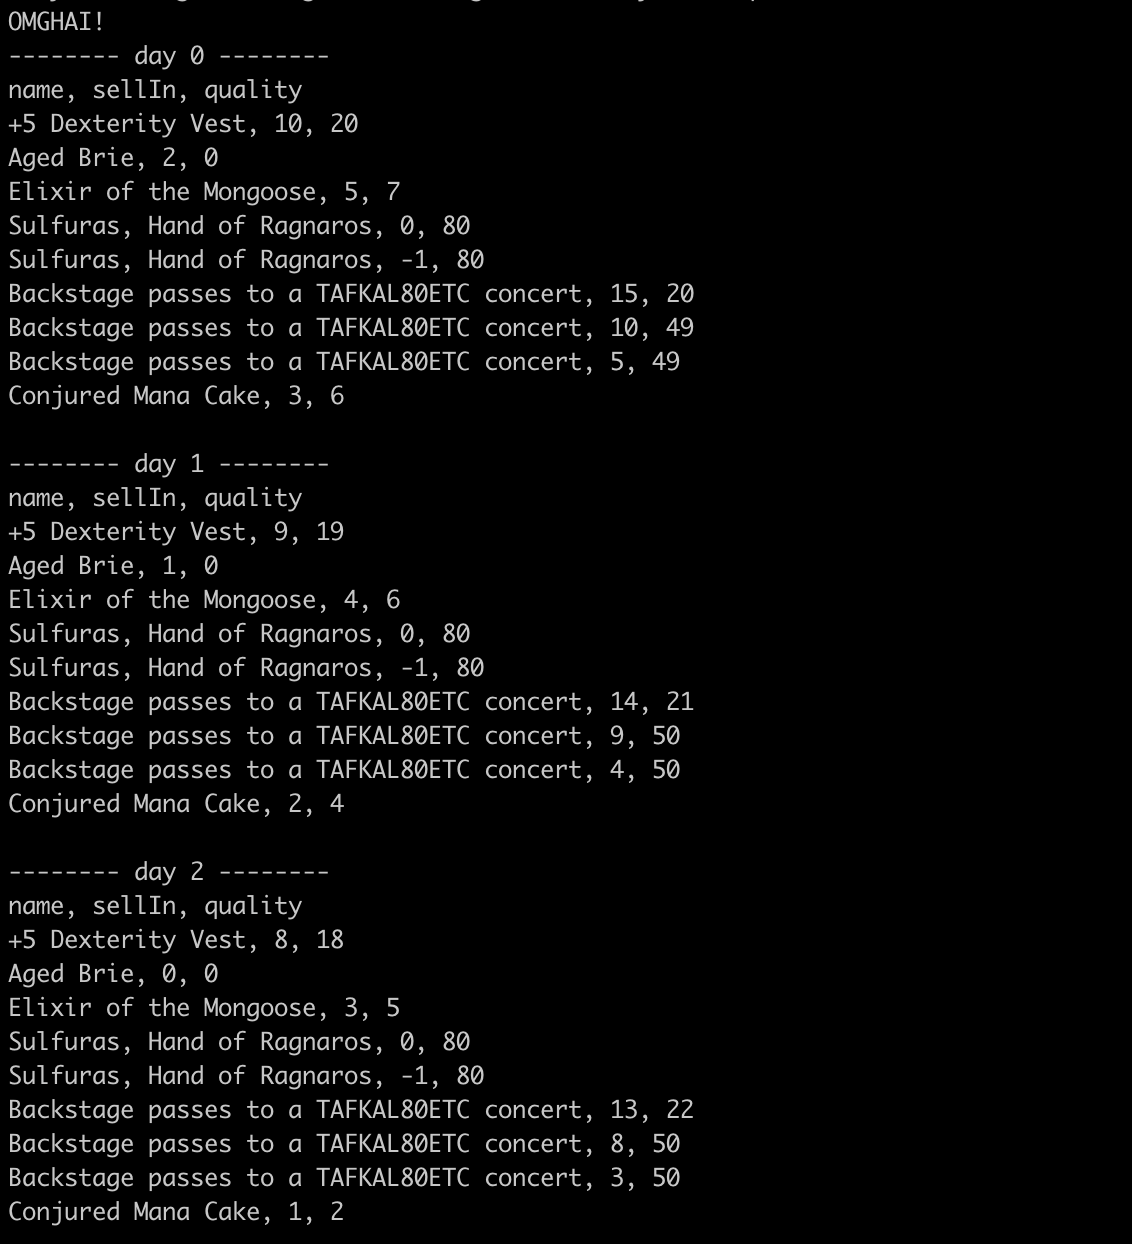 OMGHAI!
-------- day 0 --------
name, sellIn, quality
+5 Dexterity Vest, 10, 20
Aged Brie, 2, 0
Elixir of the Mongoose, 5, 7
Sulfuras, Hand of Ragnaros, 0, 80
Sulfuras, Hand of Ragnaros, -1, 80
Backstage passes to a TAFKAL80ETC concert, 15, 20
Backstage passes to a TAFKAL80ETC concert, 10, 49
Backstage passes to a TAFKAL80ETC concert, 5, 49
Conjured Mana Cake, 3, 6

-------- day 1 --------
name, sellIn, quality
+5 Dexterity Vest, 9, 19
Aged Brie, 1, 0
Elixir of the Mongoose, 4, 6
Sulfuras, Hand of Ragnaros, 0, 80
Sulfuras, Hand of Ragnaros, -1, 80
Backstage passes to a TAFKAL80ETC concert, 14, 21
Backstage passes to a TAFKAL80ETC concert, 9, 50
Backstage passes to a TAFKAL80ETC concert, 4, 50
Conjured Mana Cake, 2, 4

-------- day 2 --------
name, sellIn, quality
+5 Dexterity Vest, 8, 18
Aged Brie, 0, 0
Elixir of the Mongoose, 3, 5
Sulfuras, Hand of Ragnaros, 0, 80
Sulfuras, Hand of Ragnaros, -1, 80
Backstage passes to a TAFKAL80ETC concert, 13, 22
Backstage passes to a TAFKAL80ETC concert, 8, 50
Backstage passes to a TAFKAL80ETC concert, 3, 50
Conjured Mana Cake, 1, 2